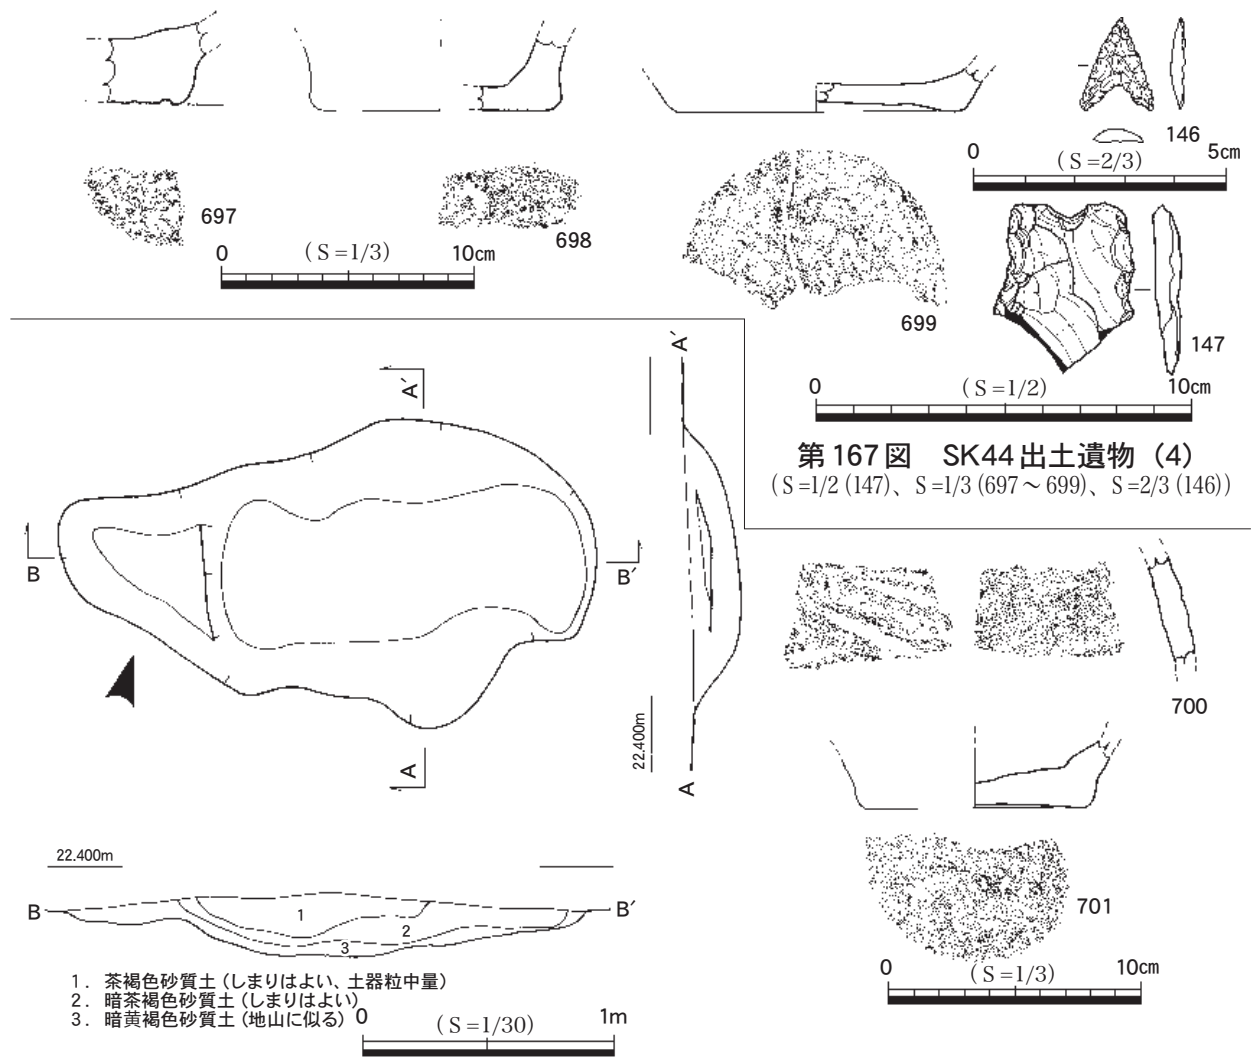 697
698
0 (S=1/3) 10cm
699
146
0 (S=2/3) 5cm
147
0 (S=1/2) 10cm
第167図 SK44出土遺物（4）
(S=1/2 (147)、S=1/3 (697～699)、S=2/3 (146))
A′
A′
B
B′
A
A
22.400m
700
701
0 (S=1/3) 10cm
22.400m
B
B′
1
2
3
1. 茶褐色砂質土（しまりはよい、土器粒中量）
2. 暗茶褐色砂質土（しまりはよい）
3. 暗黄褐色砂質土（地山に似る）
0 (S=1/30) 1m